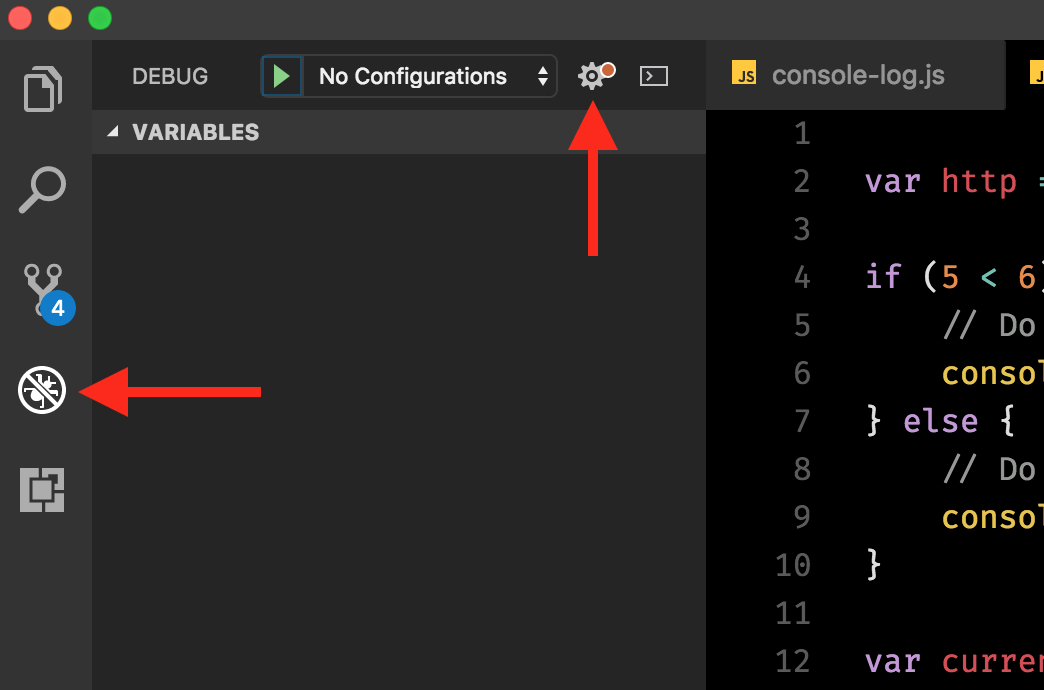 DEBUG
No Configurations
VARIABLES
4
JS console-log.js
1
2 var http =
3
4 if (5 < 6)
5 // Do
6 consol
7 } else {
8 // Do
9 consol
10 }
11
12 var curren